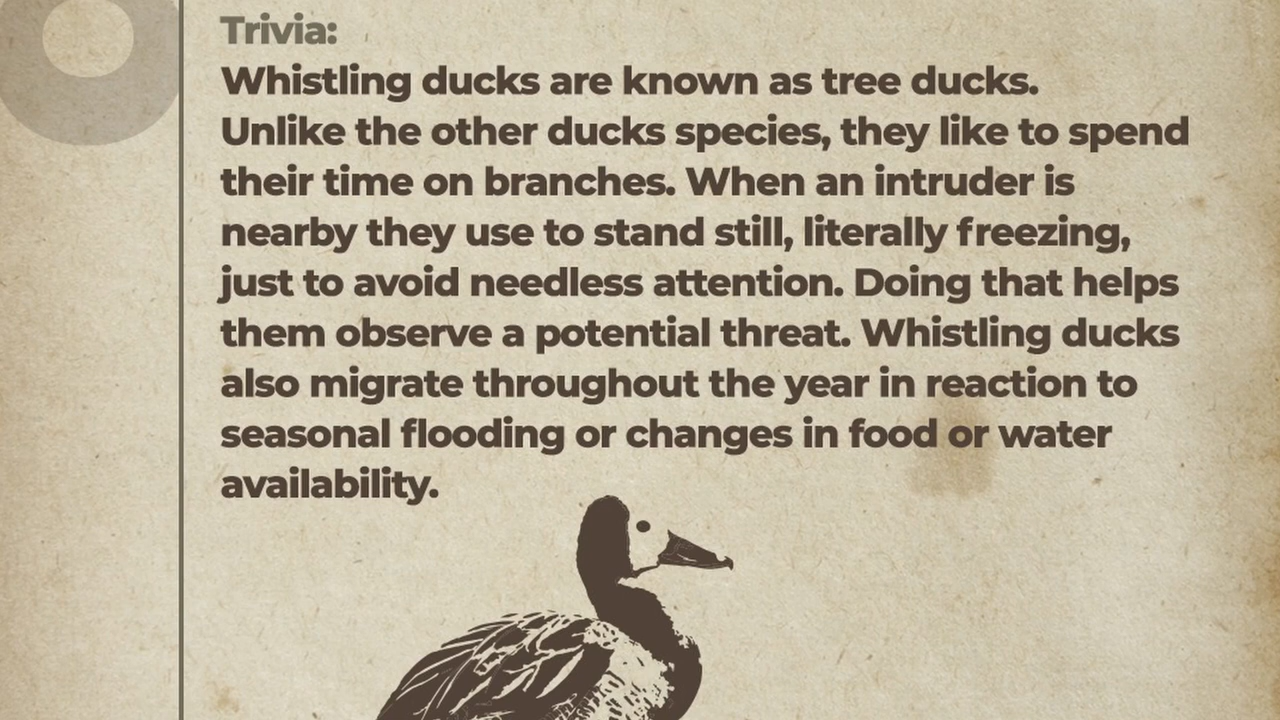 Trivia:
Whistling ducks are known as tree ducks.
Unlike the other ducks species, they like to spend
their time on branches. When an intruder is
nearby they use to stand still, literally freezing,
just to avoid needless attention. Doing that helps
them observe a potential threat. Whistling ducks
also migrate throughout the year in reaction to
seasonal flooding or changes in food or water
availability.